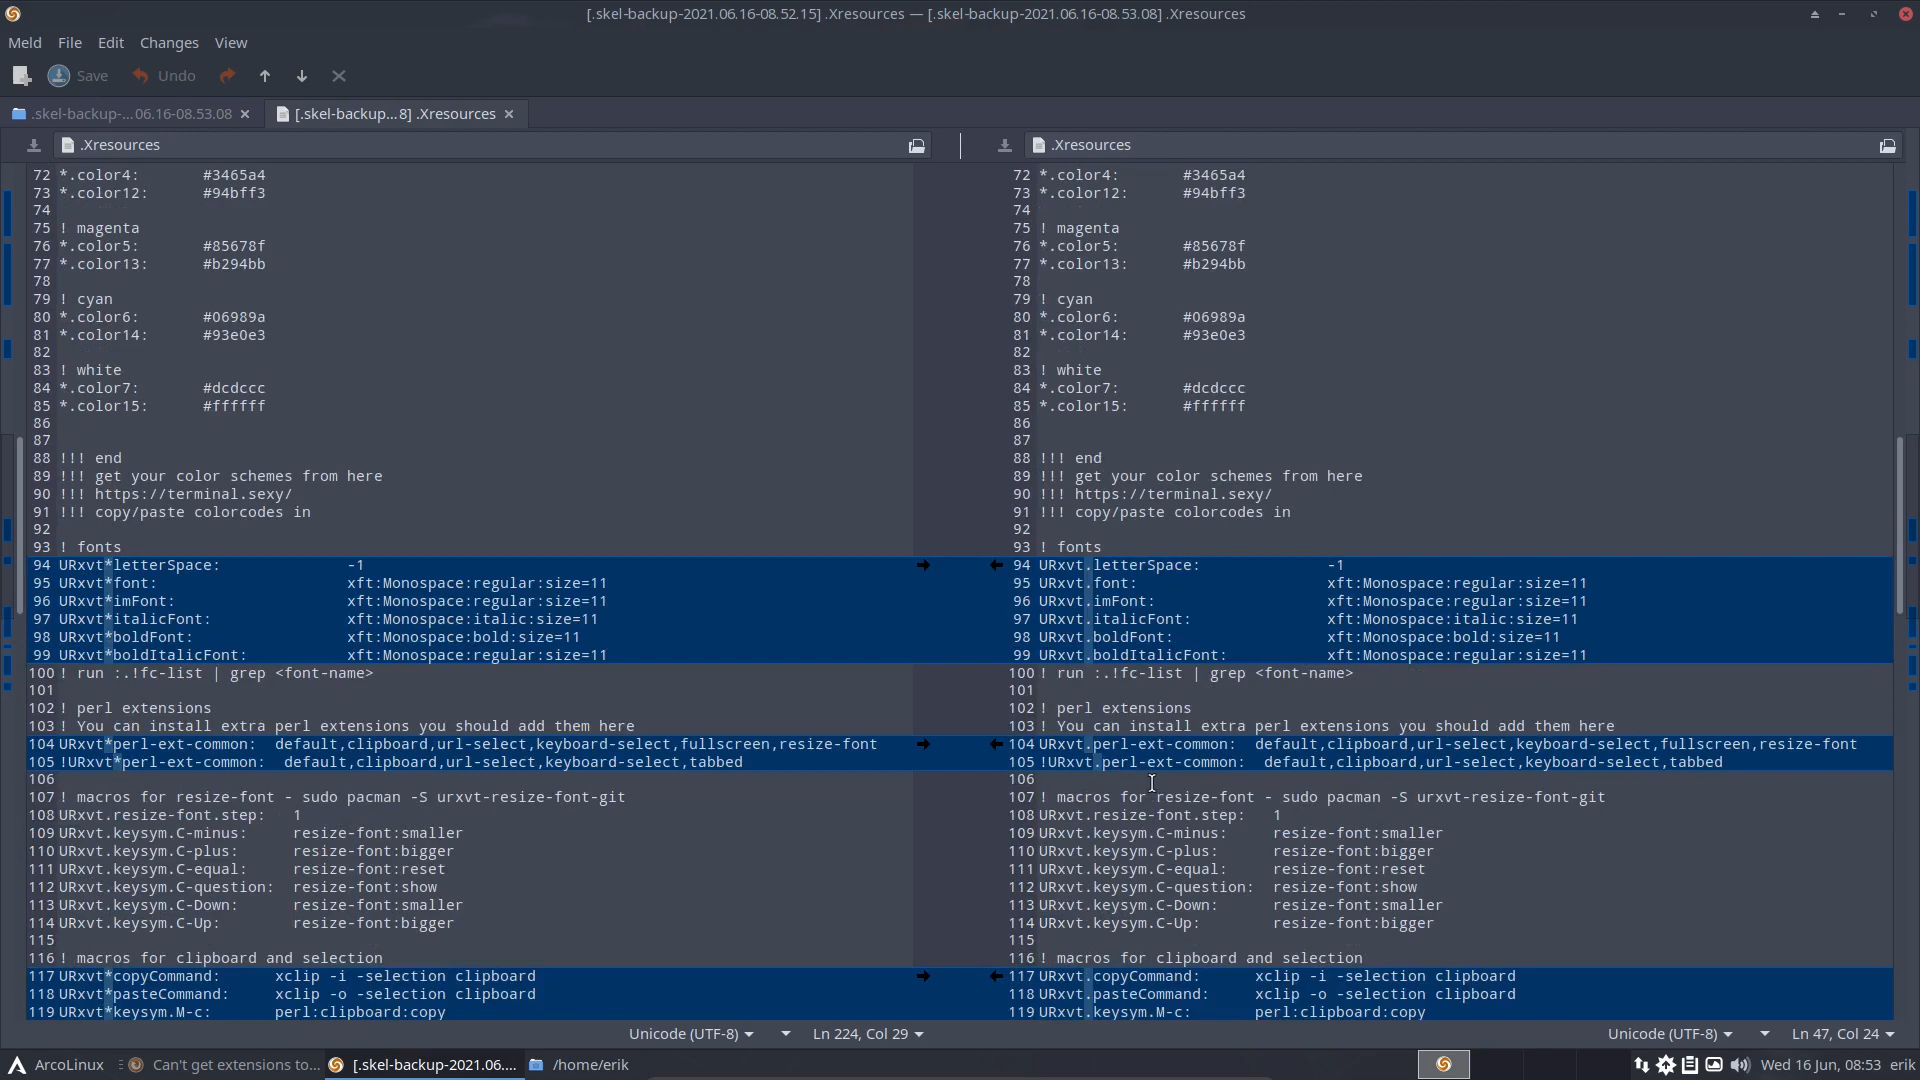 [.skel-backup-2021.06.16-08.52.15] .Xresources — [.skel-backup-2021.06.16-08.53.08] .Xresources
Meld File Edit Changes View
Save Undo
.skel-backup-...06.16-08.53.08 [.skel-backup...8] .Xresources
.Xresources
72 *.color4: #3465a4
73 *.color12: #94bff3
74
75 ! magenta
76 *.color5: #85678f
77 *.color13: #b294bb
78
79 ! cyan
80 *.color6: #06989a
81 *.color14: #93e0e3
82
83 ! white
84 *.color7: #dcdccc
85 *.color15: #ffffff
86
87
88 !!! end
89 !!! get your color schemes from here
90 !!! https://terminal.sexy/
91 !!! copy/paste colorcodes in
92
93 ! fonts
94 URxvt*letterSpace: -1
95 URxvt*font: xft:Monospace:regular:size=11
96 URxvt*imFont: xft:Monospace:regular:size=11
97 URxvt*italicFont: xft:Monospace:italic:size=11
98 URxvt*boldFont: xft:Monospace:bold:size=11
99 URxvt*boldItalicFont: xft:Monospace:regular:size=11
100 ! run :.!fc-list | grep <font-name>
101
102 ! perl extensions
103 ! You can install extra perl extensions you should add them here
104 URxvt*perl-ext-common: default,clipboard,url-select,keyboard-select,fullscreen,resize-font
105 !URxvt*perl-ext-common: default,clipboard,url-select,keyboard-select,tabbed
106
107 ! macros for resize-font - sudo pacman -S urxvt-resize-font-git
108 URxvt.resize-font.step: 1
109 URxvt.keysym.C-minus: resize-font:smaller
110 URxvt.keysym.C-plus: resize-font:bigger
111 URxvt.keysym.C-equal: resize-font:reset
112 URxvt.keysym.C-question: resize-font:show
113 URxvt.keysym.C-Down: resize-font:smaller
114 URxvt.keysym.C-Up: resize-font:bigger
115
116 ! macros for clipboard and selection
117 URxvt*copyCommand: xclip -i -selection clipboard
118 URxvt*pasteCommand: xclip -o -selection clipboard
119 URxvt*keysym.M-c: perl:clipboard:copy
Unicode (UTF-8) Ln 224, Col 29
.Xresources
72 *.color4: #3465a4
73 *.color12: #94bff3
74
75 ! magenta
76 *.color5: #85678f
77 *.color13: #b294bb
78
79 ! cyan
80 *.color6: #06989a
81 *.color14: #93e0e3
82
83 ! white
84 *.color7: #dcdccc
85 *.color15: #ffffff
86
87
88 !!! end
89 !!! get your color schemes from here
90 !!! https://terminal.sexy/
91 !!! copy/paste colorcodes in
92
93 ! fonts
94 URxvt.letterSpace: -1
95 URxvt.font: xft:Monospace:regular:size=11
96 URxvt.imFont: xft:Monospace:regular:size=11
97 URxvt.italicFont: xft:Monospace:italic:size=11
98 URxvt.boldFont: xft:Monospace:bold:size=11
99 URxvt.boldItalicFont: xft:Monospace:regular:size=11
100 ! run :.!fc-list | grep <font-name>
101
102 ! perl extensions
103 ! You can install extra perl extensions you should add them here
104 URxvt.perl-ext-common: default,clipboard,url-select,keyboard-select,fullscreen,resize-font
105 !URxvt.perl-ext-common: default,clipboard,url-select,keyboard-select,tabbed
106
107 ! macros for resize-font - sudo pacman -S urxvt-resize-font-git
108 URxvt.resize-font.step: 1
109 URxvt.keysym.C-minus: resize-font:smaller
110 URxvt.keysym.C-plus: resize-font:bigger
111 URxvt.keysym.C-equal: resize-font:reset
112 URxvt.keysym.C-question: resize-font:show
113 URxvt.keysym.C-Down: resize-font:smaller
114 URxvt.keysym.C-Up: resize-font:bigger
115
116 ! macros for clipboard and selection
117 URxvt.copyCommand: xclip -i -selection clipboard
118 URxvt.pasteCommand: xclip -o -selection clipboard
119 URxvt.keysym.M-c: perl:clipboard:copy
Unicode (UTF-8) Ln 47, Col 24
ArcoLinux Can't get extensions to... [.skel-backup-2021.06.... /home/erik Wed 16 Jun, 08:53 erik